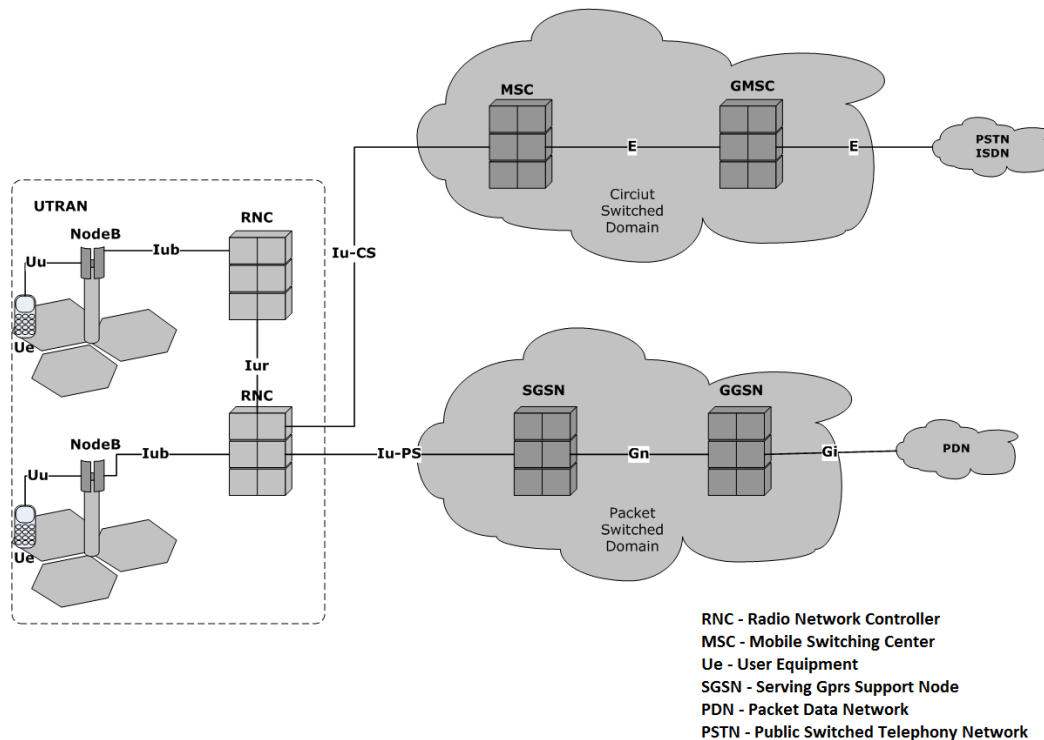 MSC
GMSC
E
E
PSTN
ISDN
Circiut
Switched
Domain
UTRAN
RNC
NodeB
Iub
Uu
Iu-CS
Ue
Iur
RNC
NodeB
Iub
Uu
Ue
Iu-PS
SGSN
GGSN
Gn
Gi
PDN
Packet
Switched
Domain
RNC - Radio Network Controller
MSC - Mobile Switching Center
Ue - User Equipment
SGSN - Serving Gprs Support Node
PDN - Packet Data Network
PSTN - Public Switched Telephony Network